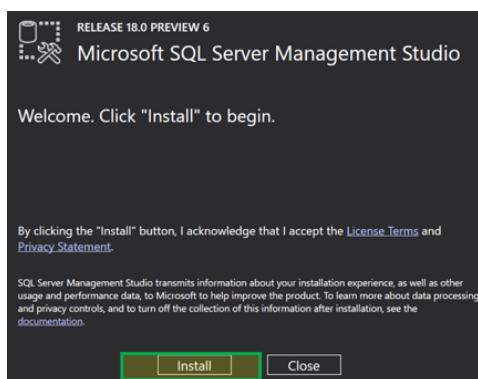 RELEASE 18.0 PREVIEW 6
Microsoft SQL Server Management Studio
Welcome. Click "Install" to begin.
By clicking the "Install" button, I acknowledge that I accept the License Terms and
Privacy Statement.
SQL Server Management Studio transmits information about your installation experience, as well as other
usage and performance data, to Microsoft to help improve the product. To learn more about data processing
and privacy controls, and to turn off the collection of this information after installation, see the
documentation.
Install Close